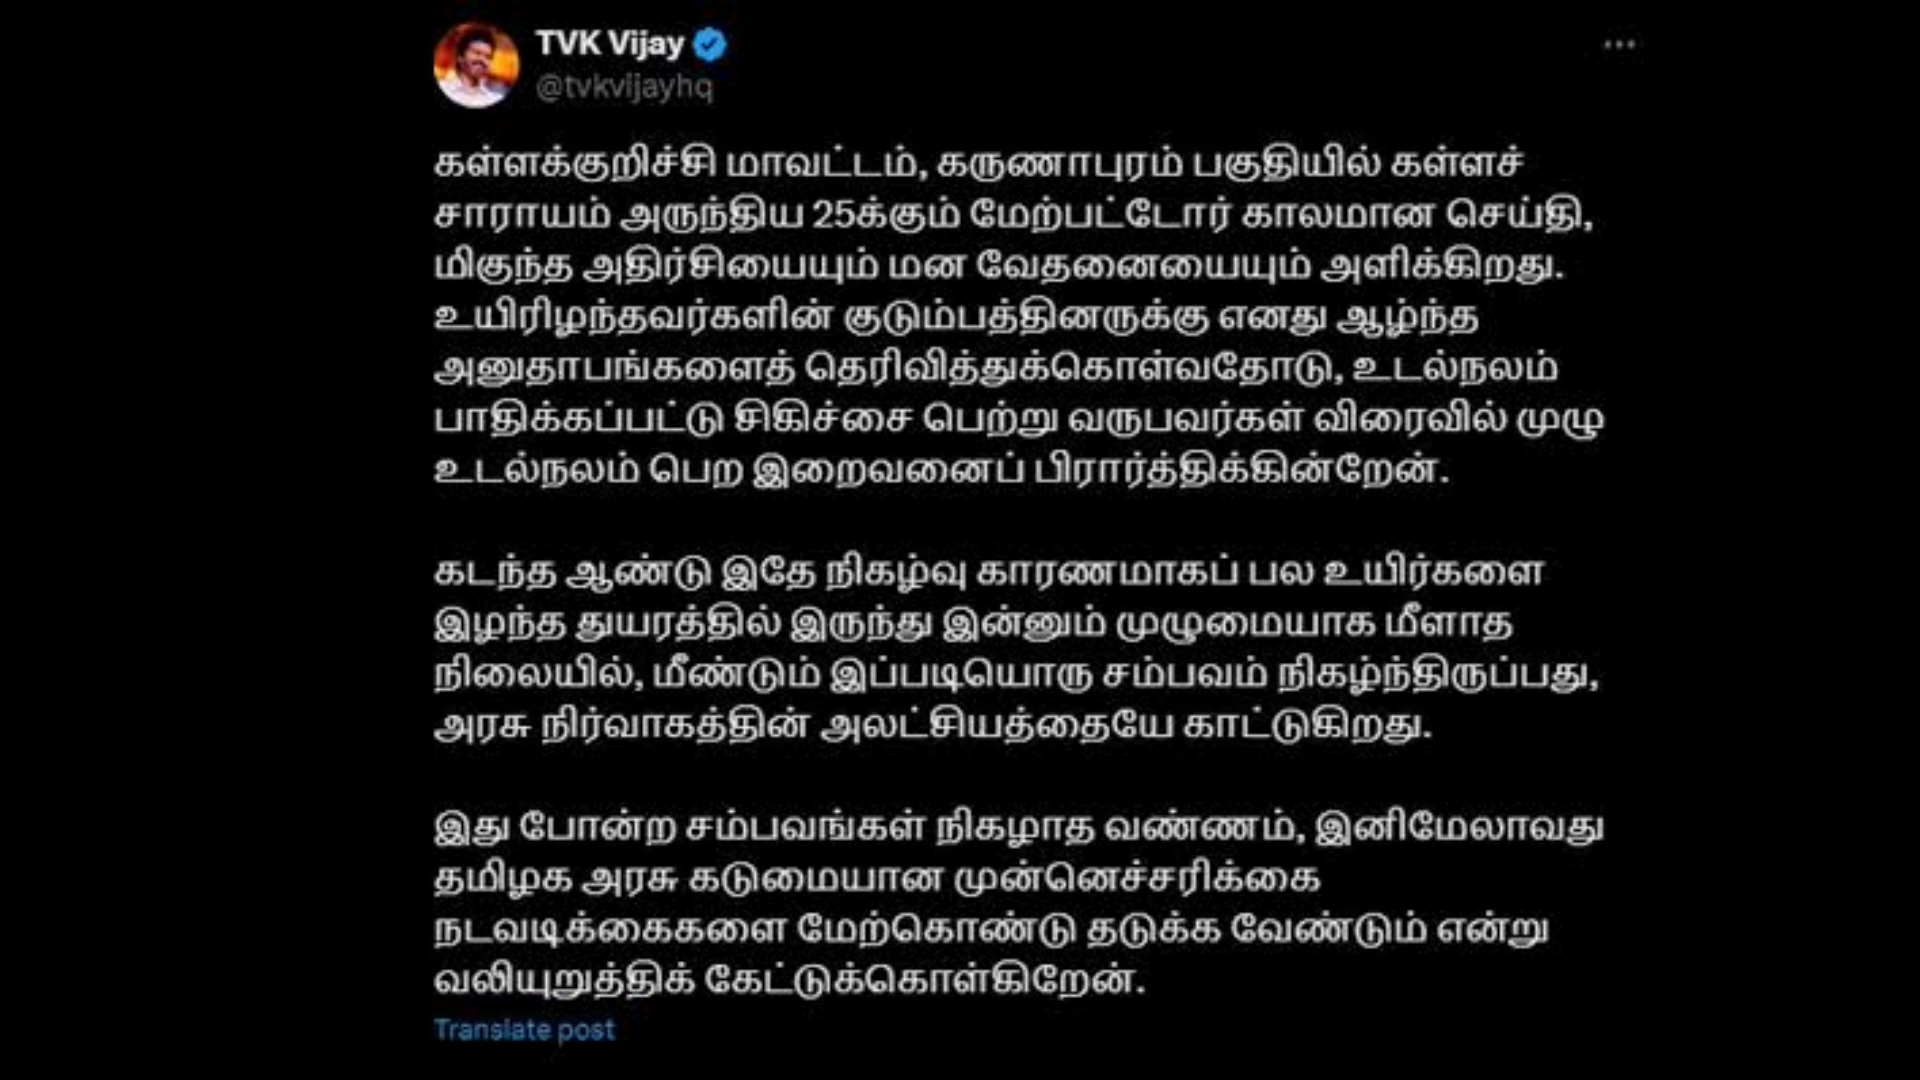 TVK Vijay
@tvkvijayhq
கள்ளக்குறிச்சி மாவட்டம், கருணாபுரம் பகுதியில் கள்ளச்
சாராயம் அருந்திய 25க்கும் மேற்பட்டோர் காலமான செய்தி,
மிகுந்த அதிர்சியையும் மன வேதனையையும் அளிக்கிறது.
உயிரிழந்தவர்களின் குடும்பத்தினருக்கு எனது ஆழ்ந்த
அனுதாபங்களைத் தெரிவித்துக்கொள்வதோடு, உடல்நலம்
பாதிக்கப்பட்டு சிகிச்சை பெற்று வருபவர்கள் விரைவில் முழு
உடல்நலம் பெற இறைவனைப் பிரார்த்திக்கின்றேன்.
கடந்த ஆண்டு இதே நிகழ்வு காரணமாகப் பல உயிர்களை
இழந்த துயரத்தில் இருந்து இன்னும் முழுமையாக மீளாத
நிலையில், மீண்டும் இப்படியொரு சம்பவம் நிகழ்ந்திருப்பது,
அரசு நிர்வாகத்தின் அலட்சியத்தையே காட்டுகிறது.
இது போன்ற சம்பவங்கள் நிகழாத வண்ணம், இனிமேலாவது
தமிழக அரசு கடுமையான முன்னெச்சரிக்கை
நடவடிக்கைகளை மேற்கொண்டு தடுக்க வேண்டும் என்று
வலியுறுத்திக் கேட்டுக்கொள்கிறேன்.
Translate post